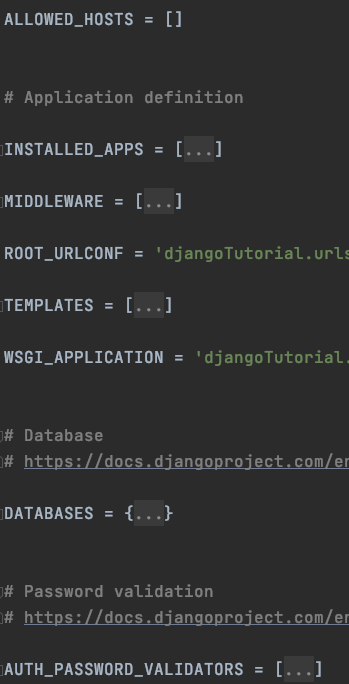 ALLOWED_HOSTS = []
# Application definition
INSTALLED_APPS = [...]
MIDDLEWARE = [...]
ROOT_URLCONF = 'djangoTutorial.urls
TEMPLATES = [...]
WSGI_APPLICATION = 'djangoTutorial.
# Database
# https://docs.djangoproject.com/en
DATABASES = {...}
# Password validation
# https://docs.djangoproject.com/en
AUTH_PASSWORD_VALIDATORS = [...]